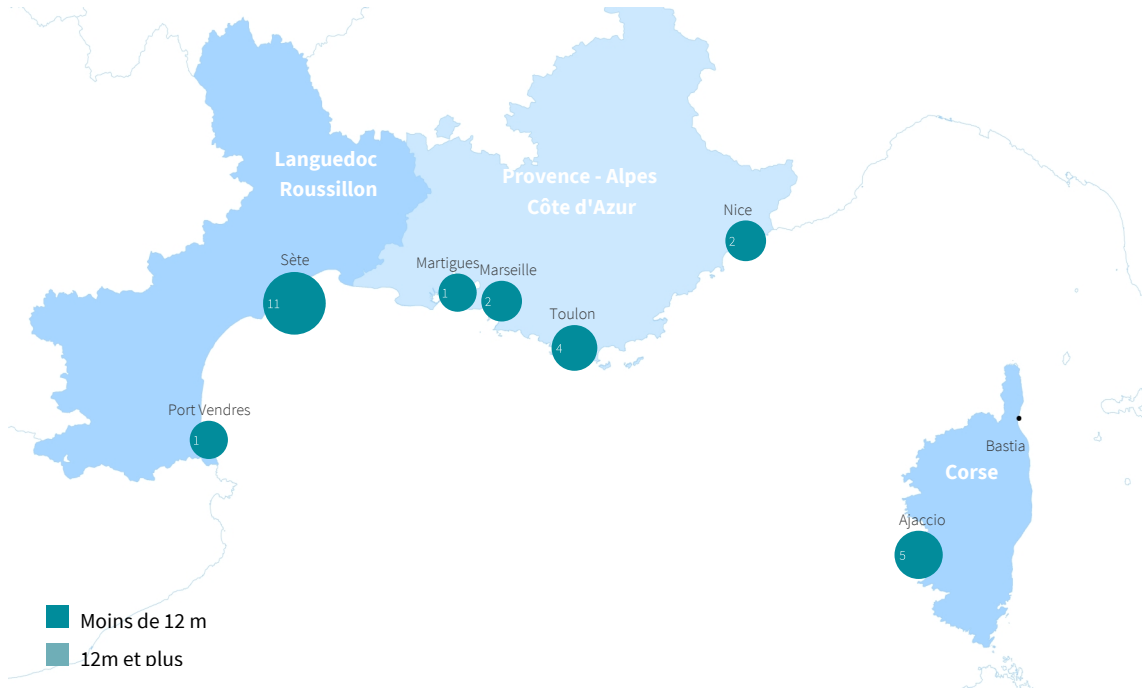 Languedoc
Roussillon
Provence - Alpes
Côte d'Azur
Nice
2
Sète
11
Martigues
1
Marseille
2
Toulon
4
Port Vendres
1
Bastia
Corse
Ajaccio
5
Moins de 12 m
12m et plus